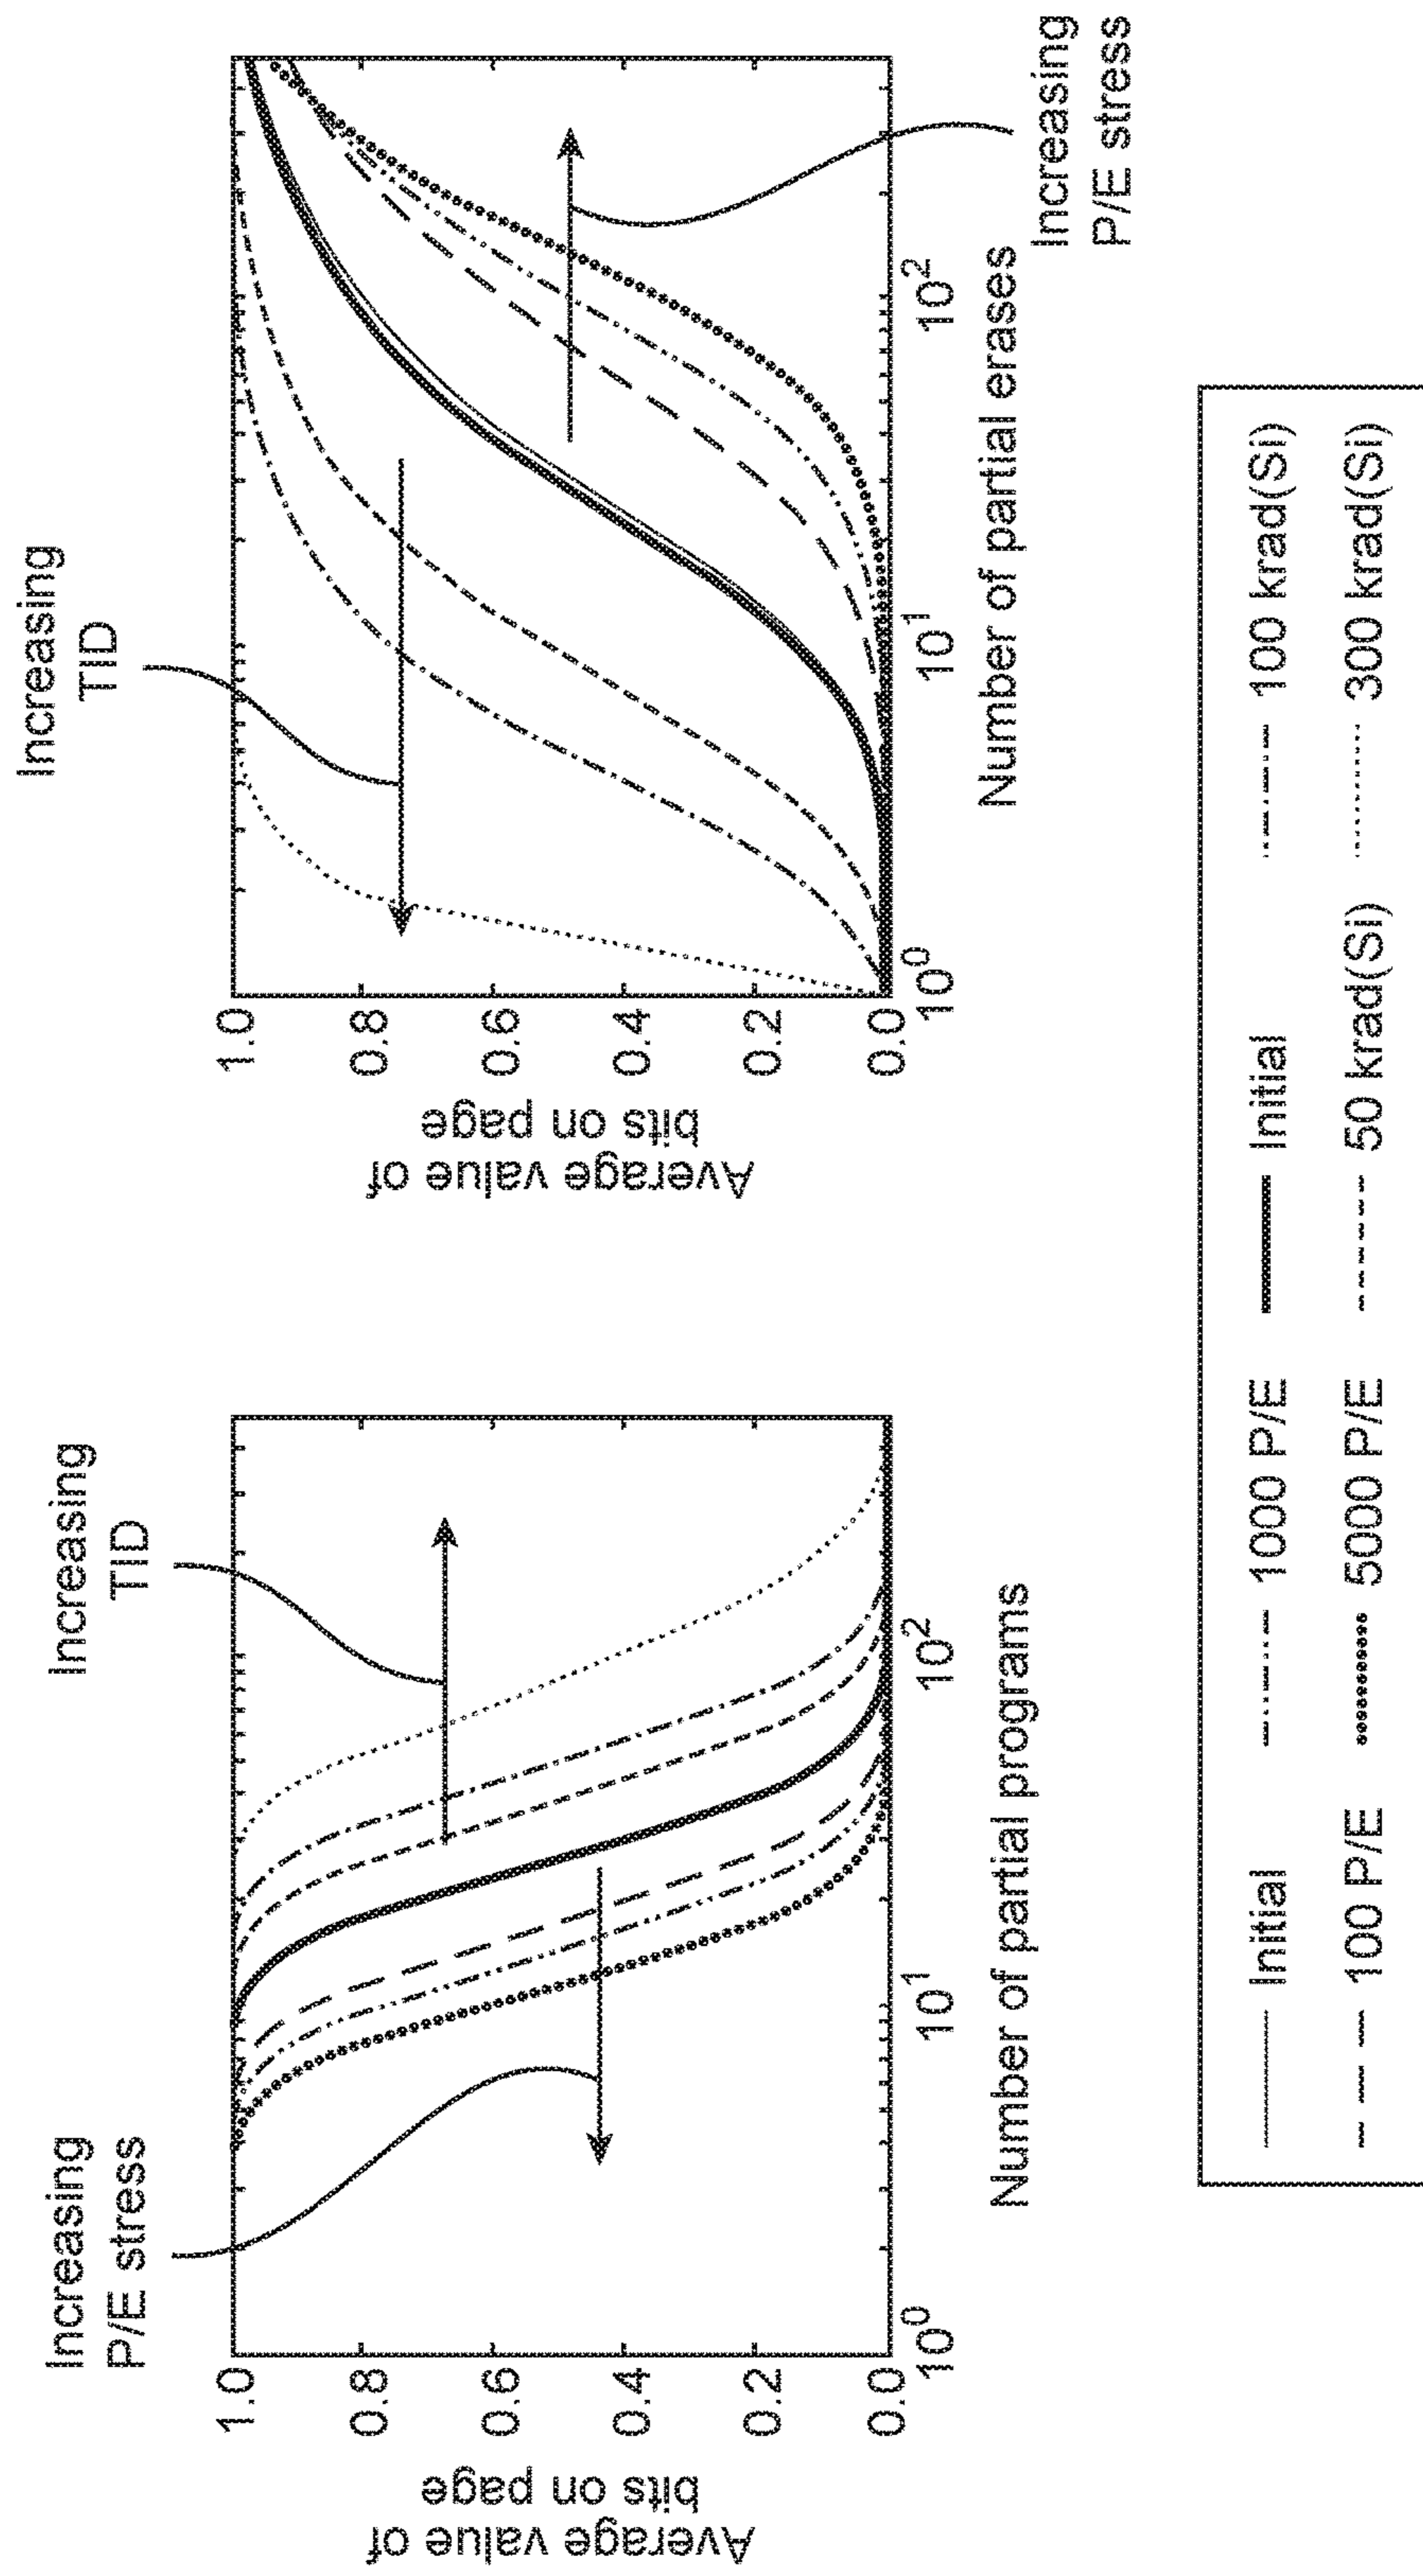 Increasing
P/E stress
Increasing
TID
Average value of
bits on page
1.0
0.8
0.6
0.4
0.2
0.0
10^0
10^1
10^2
Number of partial programs
Increasing
TID
Average value of
bits on page
1.0
0.8
0.6
0.4
0.2
0.0
10^0
10^1
10^2
Number of partial erases
Increasing
P/E stress
Initial
1000 P/E
Initial
100 krad(Si)
100 P/E
5000 P/E
50 krad(Si)
300 krad(Si)